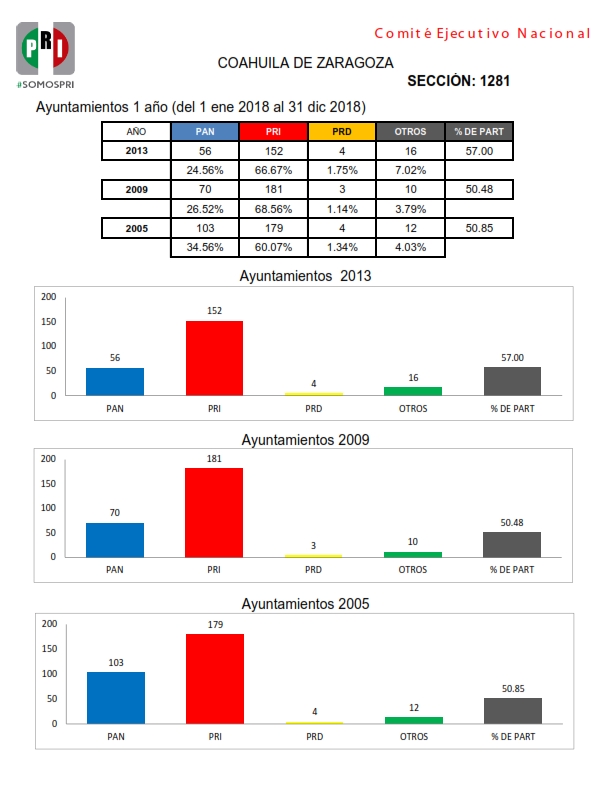 Comité Ejecutivo Nacional
PRI
#SOMOSPRI
COAHUILA DE ZARAGOZA
SECCIÓN: 1281
Ayuntamientos 1 año (del 1 ene 2018 al 31 dic 2018)
AÑO PAN PRI PRD OTROS % DE PART
2013 56 152 4 16 57.00
24.56% 66.67% 1.75% 7.02%
2009 70 181 3 10 50.48
26.52% 68.56% 1.14% 3.79%
2005 103 179 4 12 50.85
34.56% 60.07% 1.34% 4.03%
Ayuntamientos 2013
200
150
100
50
0
56 152 4 16 57.00
PAN PRI PRD OTROS % DE PART
Ayuntamientos 2009
200
150
100
50
0
70 181 3 10 50.48
PAN PRI PRD OTROS % DE PART
Ayuntamientos 2005
200
150
100
50
0
103 179 4 12 50.85
PAN PRI PRD OTROS % DE PART